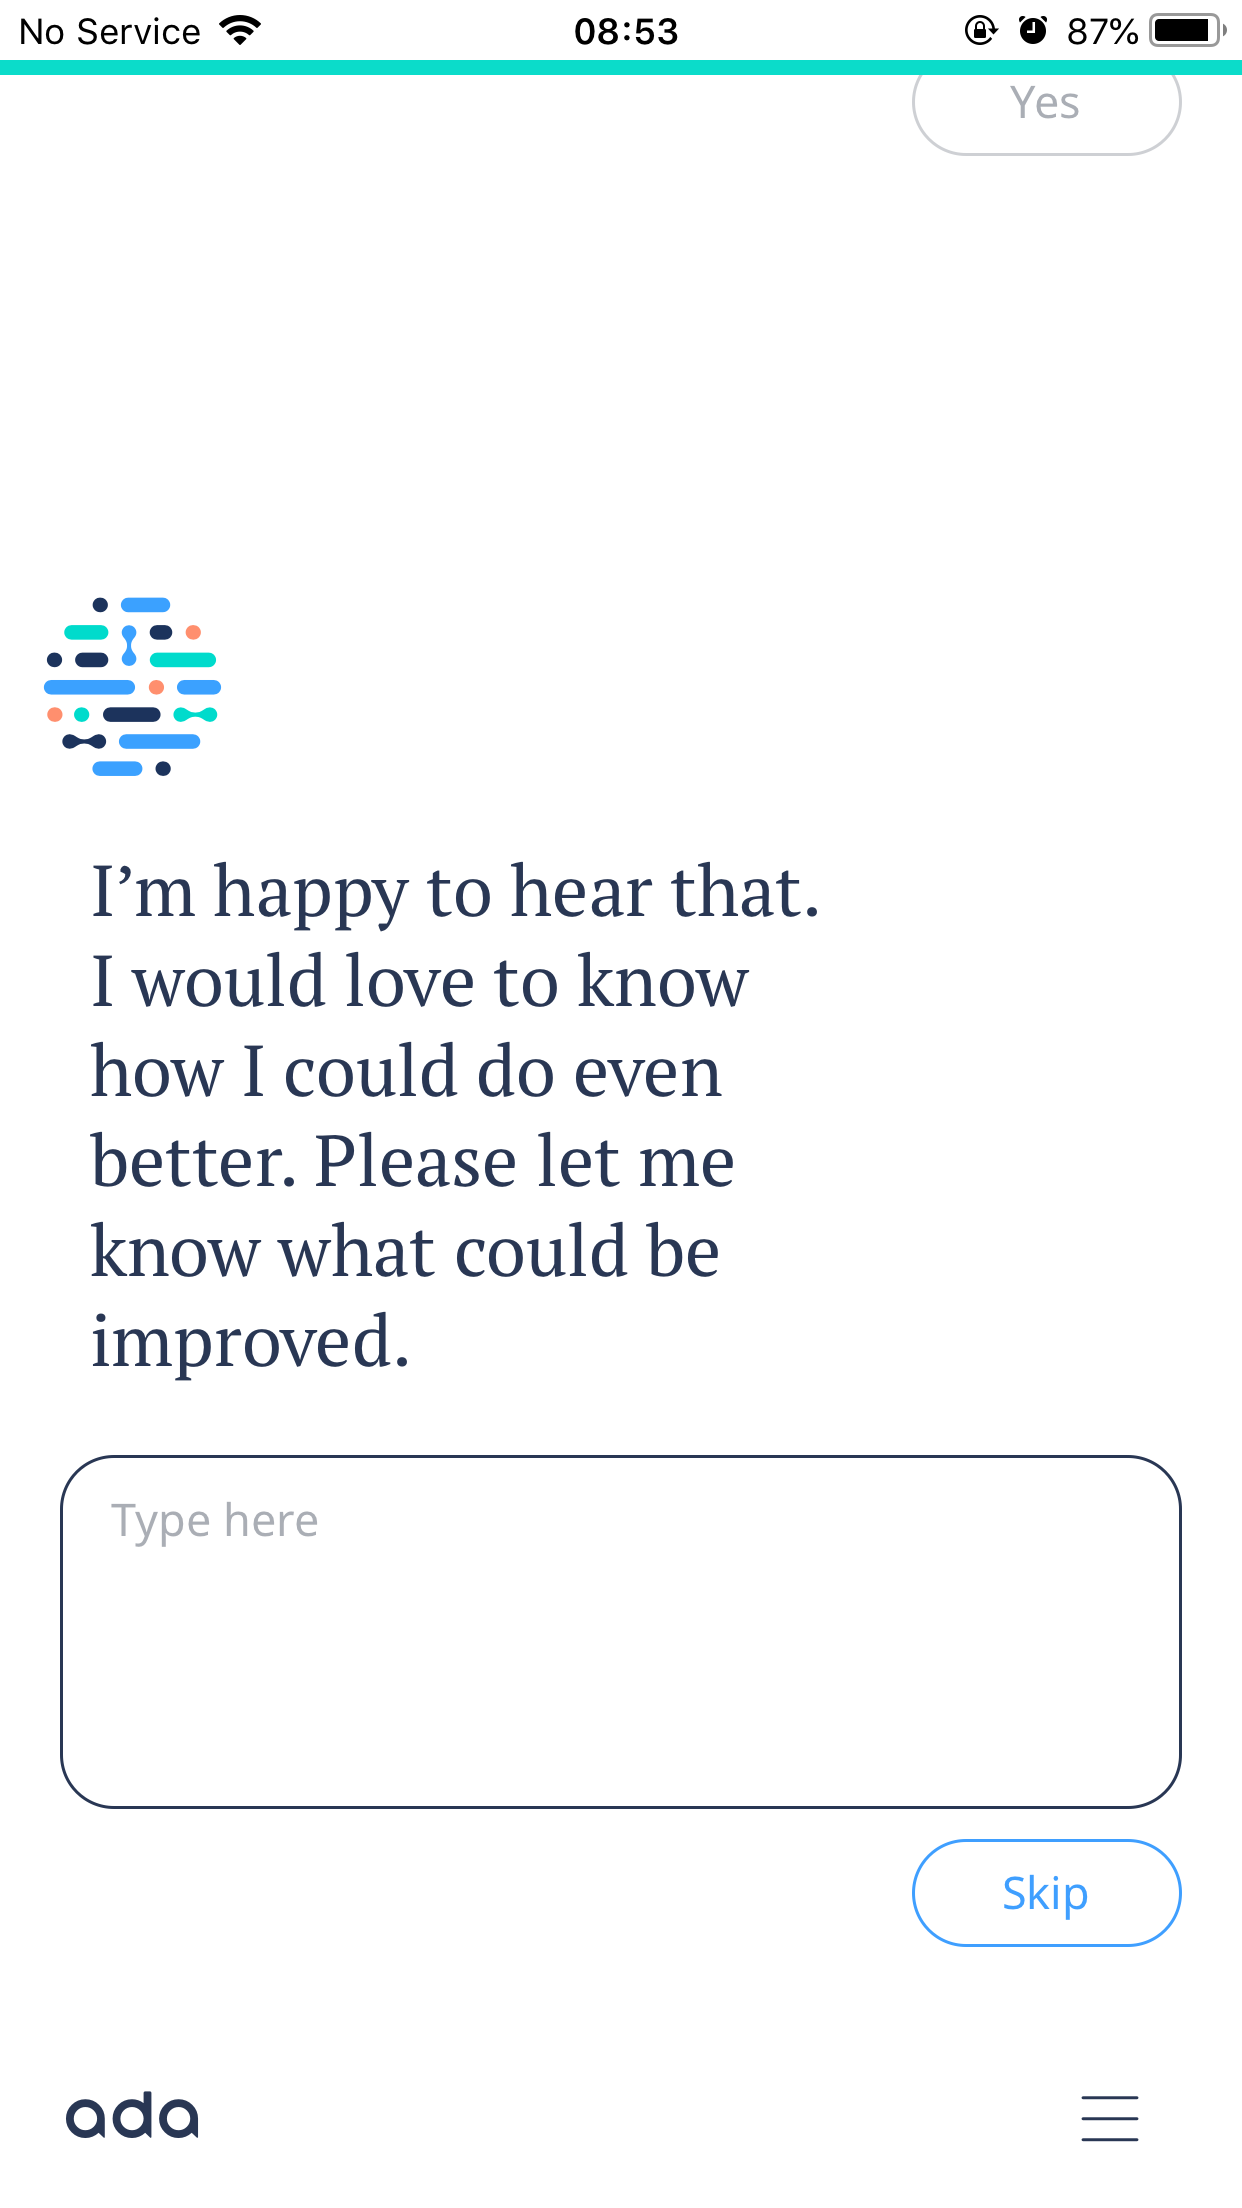 No Service 08:53 87%
Yes
I’m happy to hear that.
I would love to know
how I could do even
better. Please let me
know what could be
improved.
Type here
Skip
ada